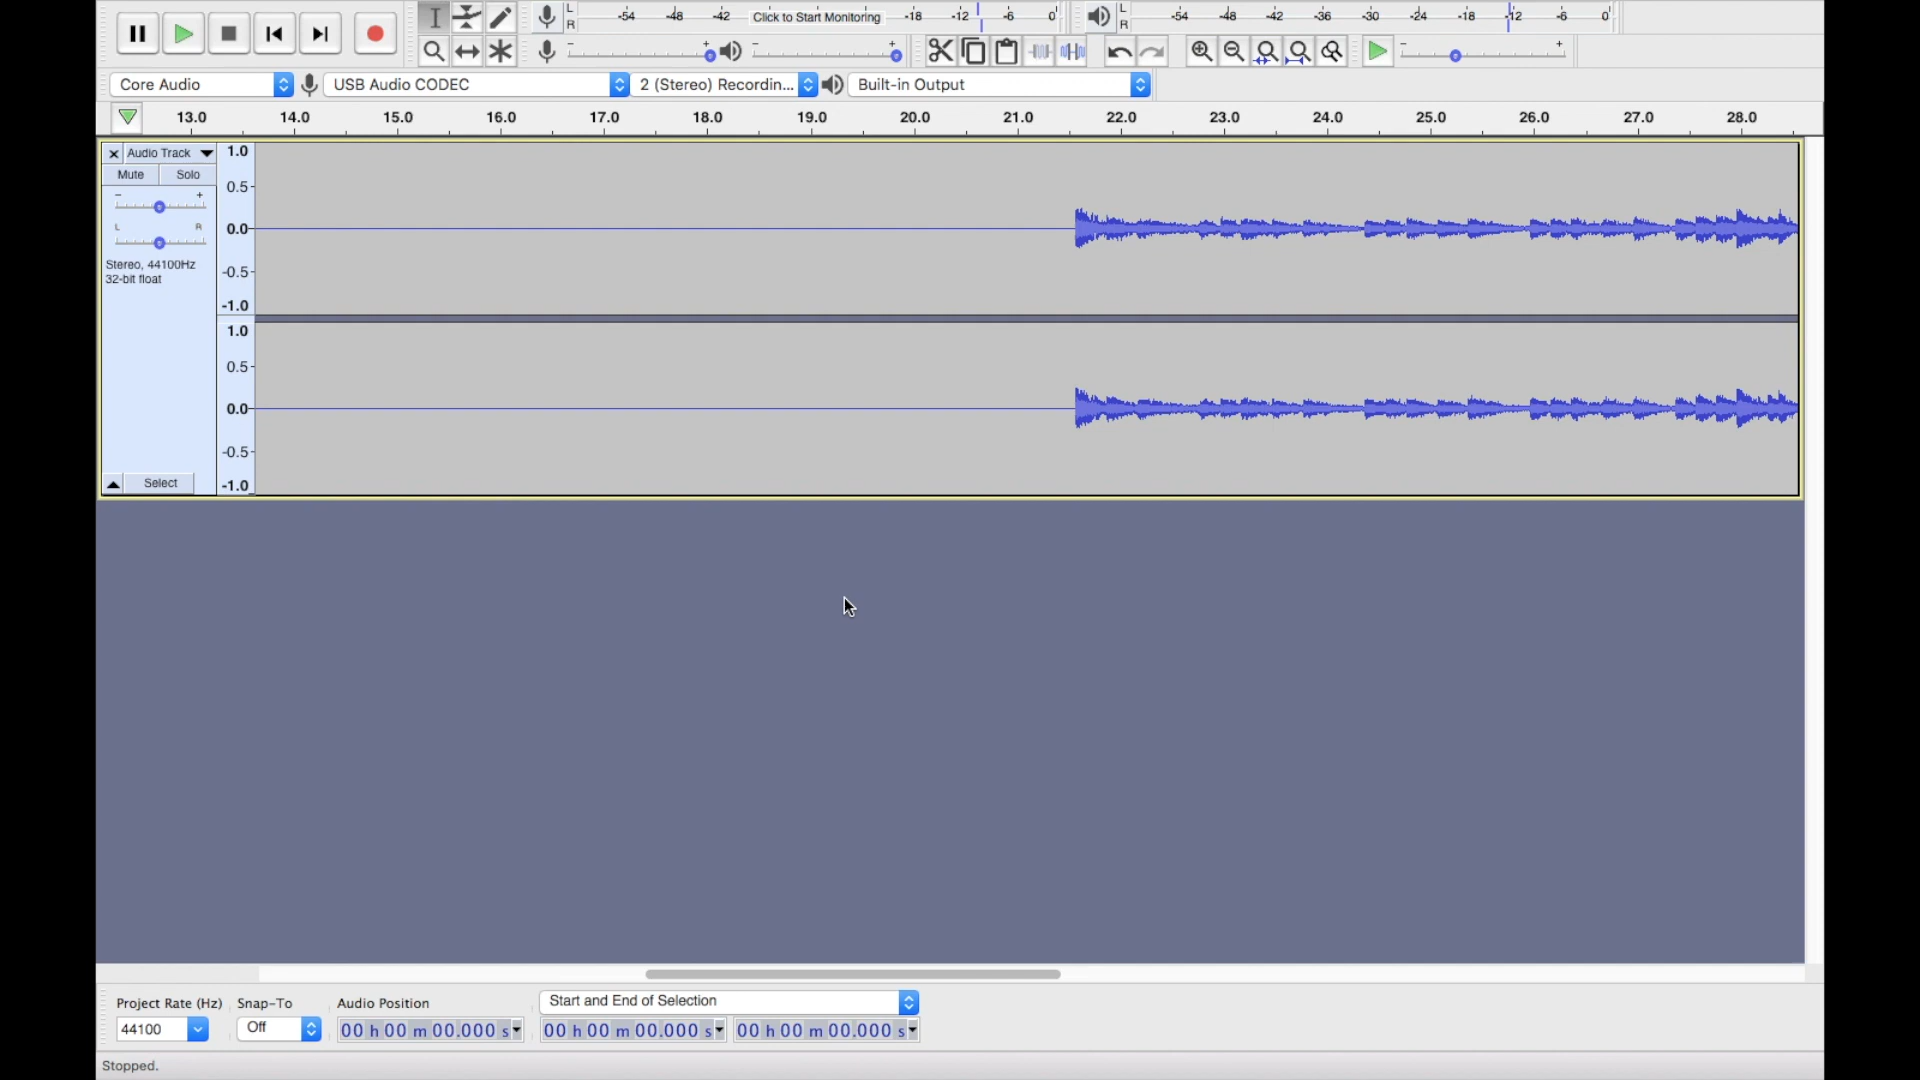 L R -54 -48 -42 Click to Start Monitoring -18 -12 -6 0 L R -54 -48 -42 -36 -30 -24 -18 -12 -6 0
- + - + - +
Core Audio USB Audio CODEC 2 (Stereo) Recordin... Built-in Output
13.0 14.0 15.0 16.0 17.0 18.0 19.0 20.0 21.0 22.0 23.0 24.0 25.0 26.0 27.0 28.0
x Audio Track 1.0
Mute Solo
0.5
- +
L R 0.0
Stereo, 44100Hz
32-bit float
-0.5
-1.0
1.0
0.5
0.0
-0.5
Select -1.0
Project Rate (Hz) Snap-To Audio Position Start and End of Selection
44100 Off 00 h 00 m 00.000 s 00 h 00 m 00.000 s 00 h 00 m 00.000 s
Stopped.